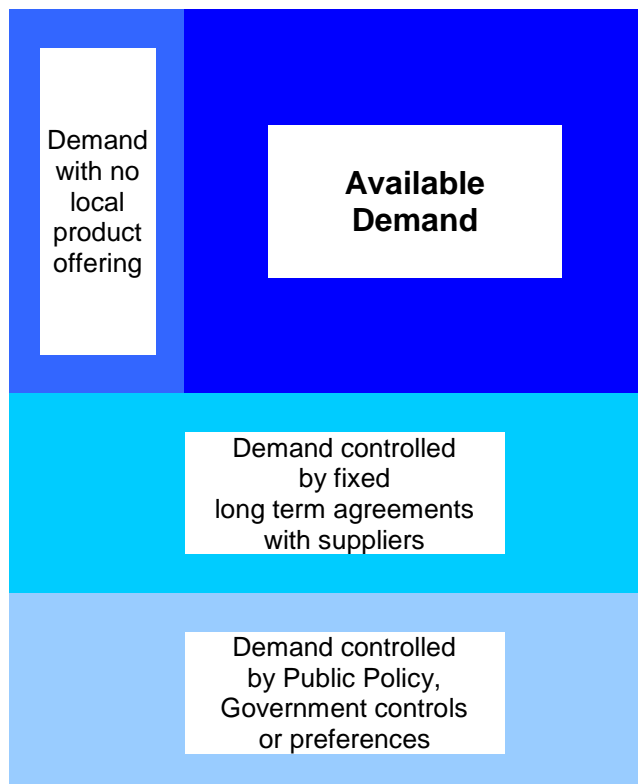 Demand
with no
local
product
offering
Available
Demand
Demand controlled
by fixed
long term agreements
with suppliers
Demand controlled
by Public Policy,
Government controls
or preferences